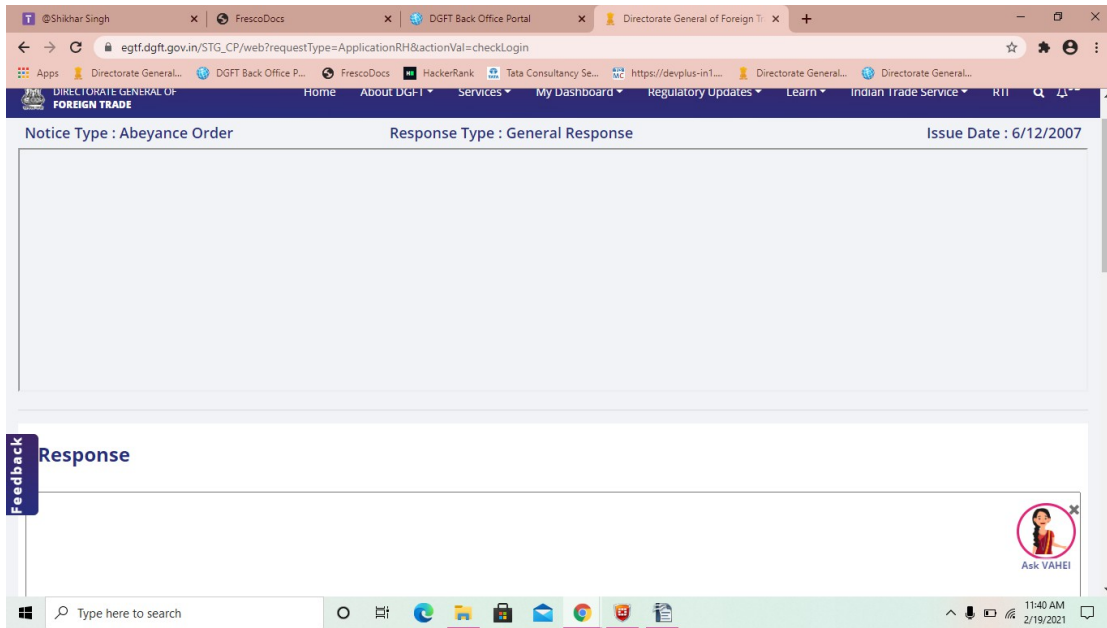 @Shikhar Singh FrescoDocs DGFT Back Office Portal Directorate General of Foreign Tr
egtf.dgft.gov.in/STG_CP/web?requestType=ApplicationRH&actionVal=checkLogin
Apps Directorate General... DGFT Back Office P... FrescoDocs HackerRank Tata Consultancy Se... https://devplus-in1.... Directorate General... Directorate General...
DIRECTORATE GENERAL OF
FOREIGN TRADE
Home About DGFT Services My Dashboard Regulatory Updates Learn Indian Trade Service RTI
Notice Type : Abeyance Order Response Type : General Response Issue Date : 6/12/2007
Feedback
Response
Ask VAHEI
Type here to search
11:40 AM
2/19/2021